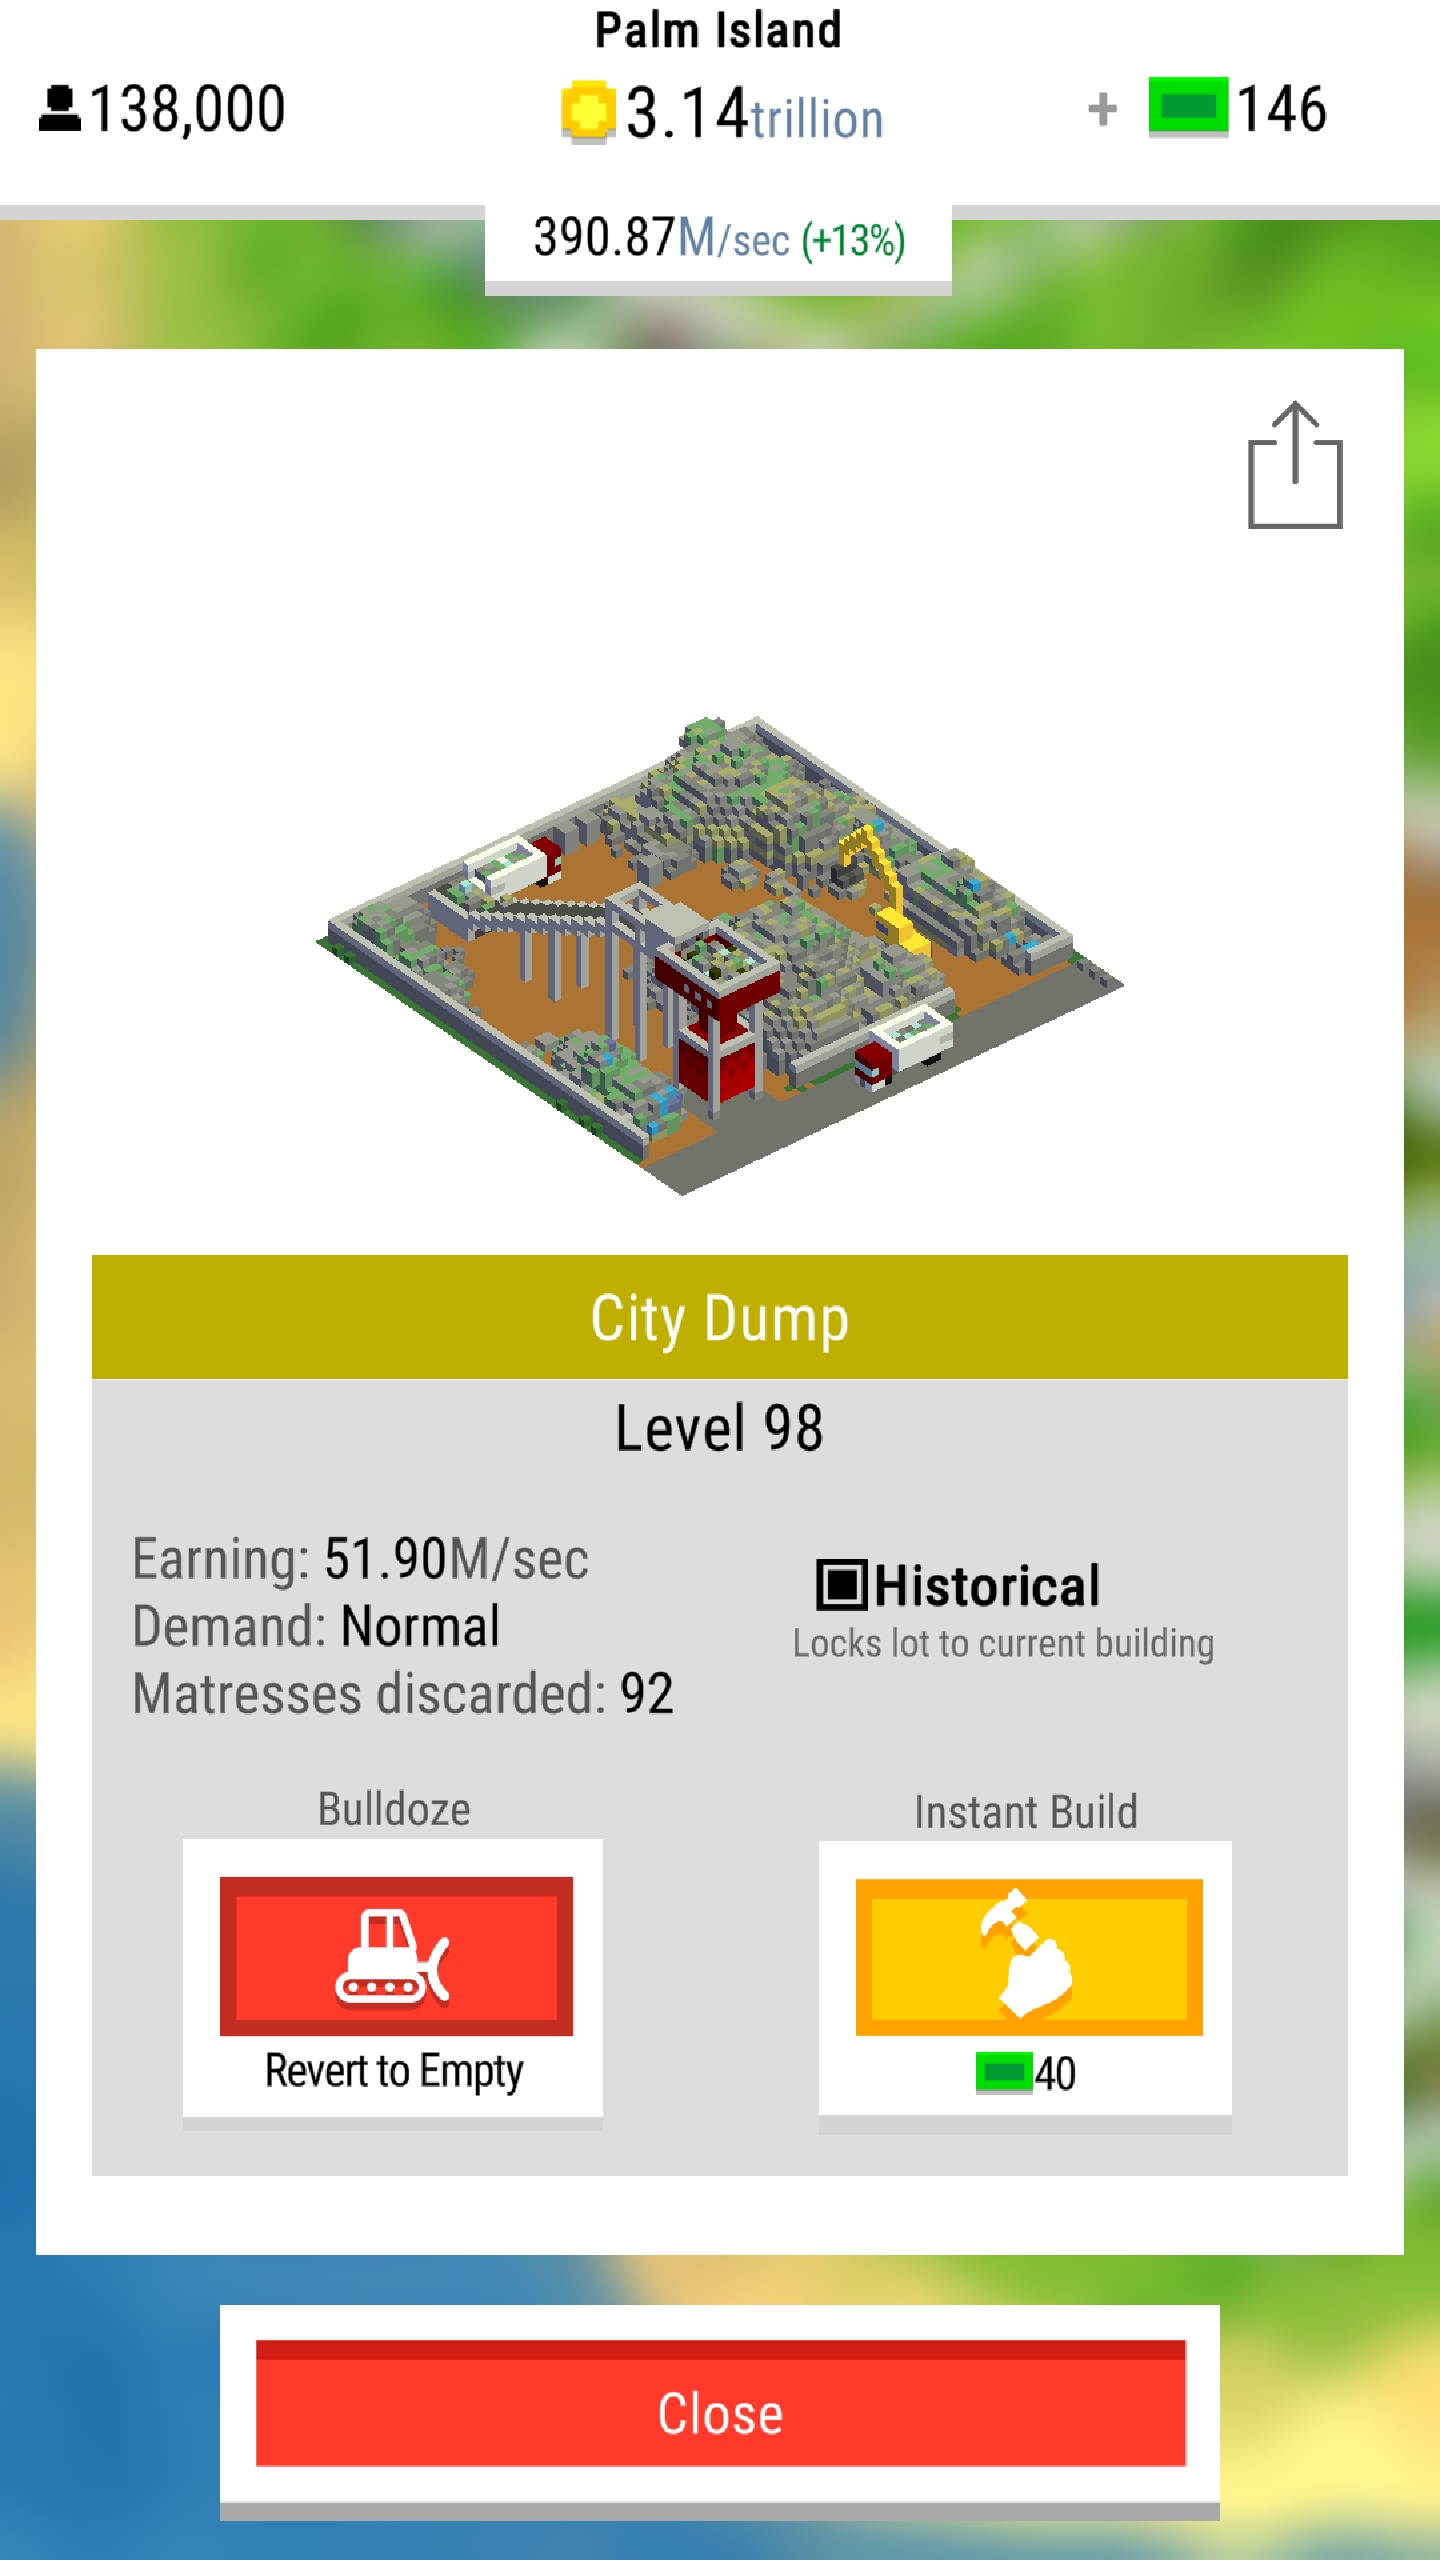 Palm Island
138,000
3.14trillion
+ 146
390.87M/sec (+13%)
City Dump
Level 98
Earning: 51.90M/sec
Demand: Normal
Matresses discarded: 92
Historical
Locks lot to current building
Bulldoze
Revert to Empty
Instant Build
40
Close